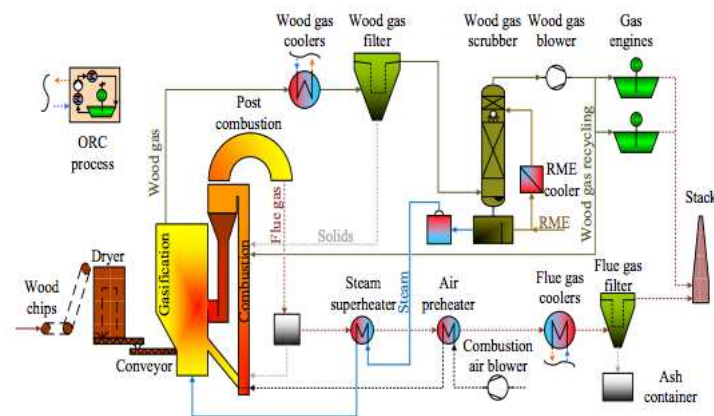 Wood gas
coolers
Wood gas
filter
Wood gas
scrubber
Wood gas
blower
Gas
engines
Post
combustion
ORC
process
Wood gas
Flue gas
Solids
RME
cooler
RME
Wood gas recycling
Stack
Dryer
Wood
chips
Conveyor
Gasification
Combustion
Steam
superheater
Steam
Air
preheater
Flue gas
coolers
Flue gas
filter
Combustion
air blower
Ash
container